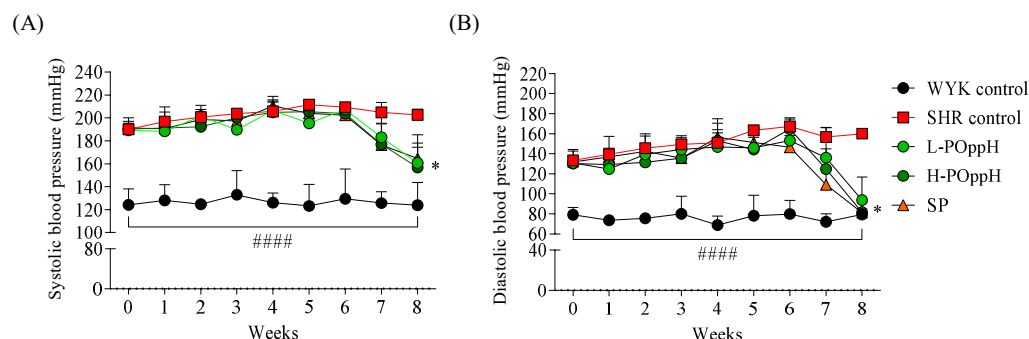 (A)
Systolic blood pressure (mmHg)
240
220
200
180
160
140
120
100
80
0
*
####
0 1 2 3 4 5 6 7 8
Weeks
(B)
Diastolic blood pressure (mmHg)
220
200
180
160
140
120
100
80
60
40
0
*
####
0 1 2 3 4 5 6 7 8
Weeks
WYK control
SHR control
L-POppH
H-POppH
SP